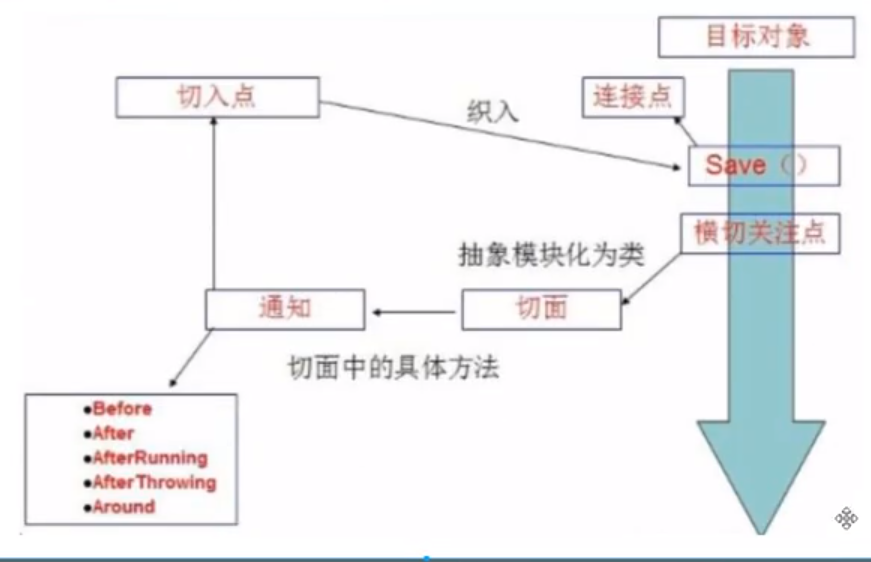 目标对象
切入点
织入
连接点
Save（）
横切关注点
抽象模块化为类
通知
切面
切面中的具体方法
●Before
●After
●AfterRunning
●AfterThrowing
●Around